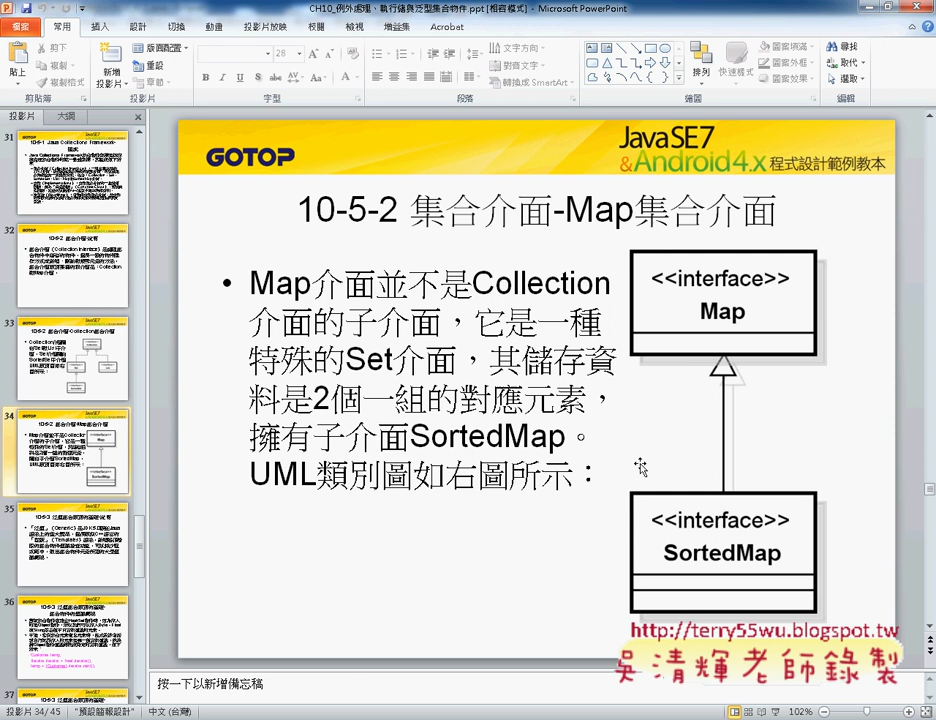 CH10_例外處理、執行緒與泛型集合物件.ppt [相容模式] - Microsoft PowerPoint
檔案 常用 插入 設計 切換 動畫 投影片放映 校閱 檢視 增益集 Acrobat
貼上 剪下 複製 複製格式 剪貼簿
新增投影片 版面配置 重設 章節 投影片
28 字型
文字方向 對齊文字 轉換成 SmartArt 段落
排列 快速樣式 圖案填滿 圖案外框 圖案效果 繪圖
尋找 取代 選取 編輯
投影片 大綱
31
32
33
34
35
36
37
GOTOP
JavaSE7
&Android4.x 程式設計範例教本
10-5-2 集合介面-Map集合介面
• Map介面並不是Collection
介面的子介面，它是一種
特殊的Set介面，其儲存資
料是2個一組的對應元素，
擁有子介面SortedMap。
UML類別圖如右圖所示：
<<interface>>
Map
<<interface>>
SortedMap
http://terry55wu.blogspot.tw
吳清輝老師錄製
按一下以新增備忘稿
投影片 34/45 "預設簡報設計" 中文 (台灣) 102%